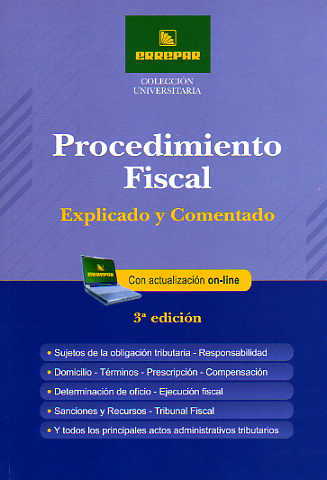 ERREPAR
COLECCIÓN
UNIVERSITARIA
Procedimiento
Fiscal
Explicado y Comentado
ERREPAR
Con actualización on-line
3ª edición
• Sujetos de la obligación tributaria - Responsabilidad
• Domicilio - Términos - Prescripción - Compensación
• Determinación de oficio - Ejecución fiscal
• Sanciones y Recursos - Tribunal Fiscal
• Y todos los principales actos administrativos tributarios